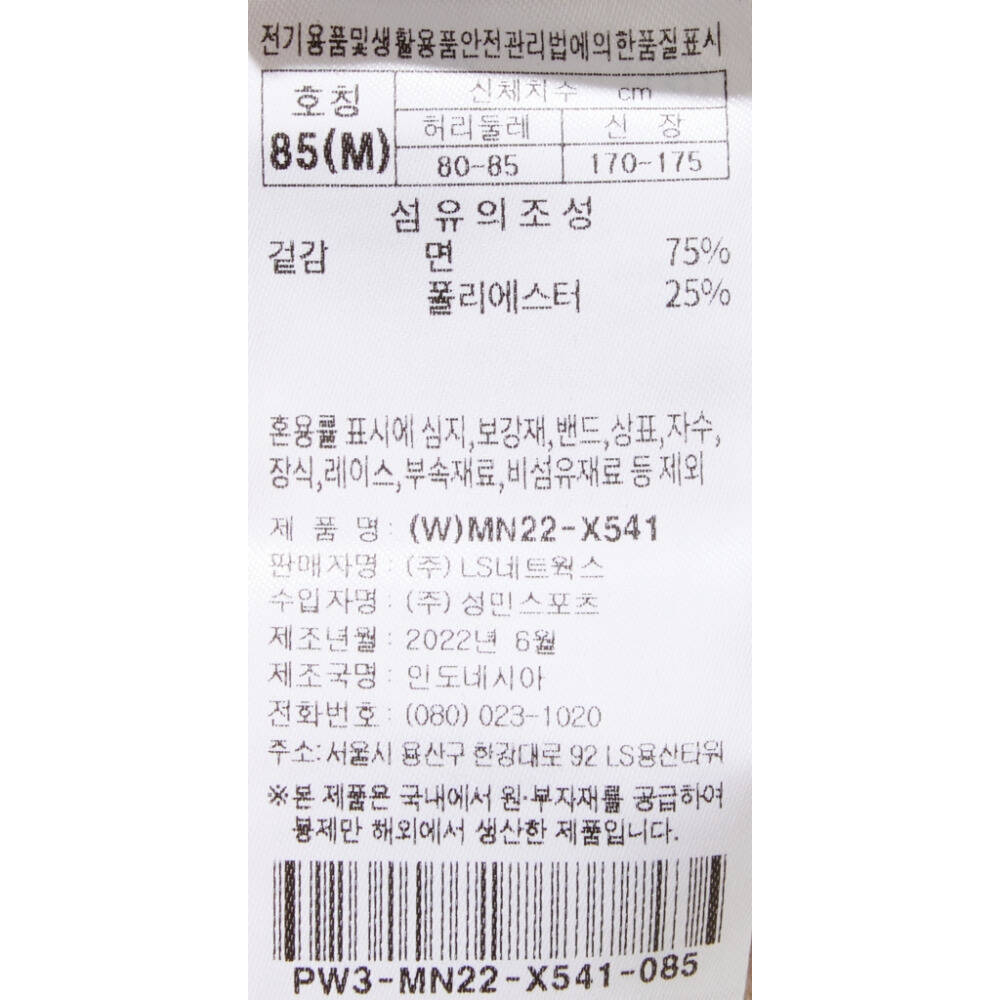 전기용품및생활용품안전관리법에의한품질표시
호칭 신체치수 cm
85(M) 허리둘레 신 장
80-85 170-175
섬유의조성
겉감 면 75%
폴리에스터 25%
혼용률 표시에 심지,보강재,밴드,상표,자수,
장식,레이스,부속재료,비섬유재료 등 제외
제 품 명 : (W)MN22-X541
판매자명 : (주) LS네트웍스
수입자명 : (주) 성민스포츠
제조년월 : 2022년 6월
제조국명 : 인도네시아
전화번호 : (080) 023-1020
주소: 서울시 용산구 한강대로 92 LS용산타워
※본 제품은 국내에서 원·부자재를 공급하여
봉제만 해외에서 생산한 제품입니다.
PW3-MN22-X541-085